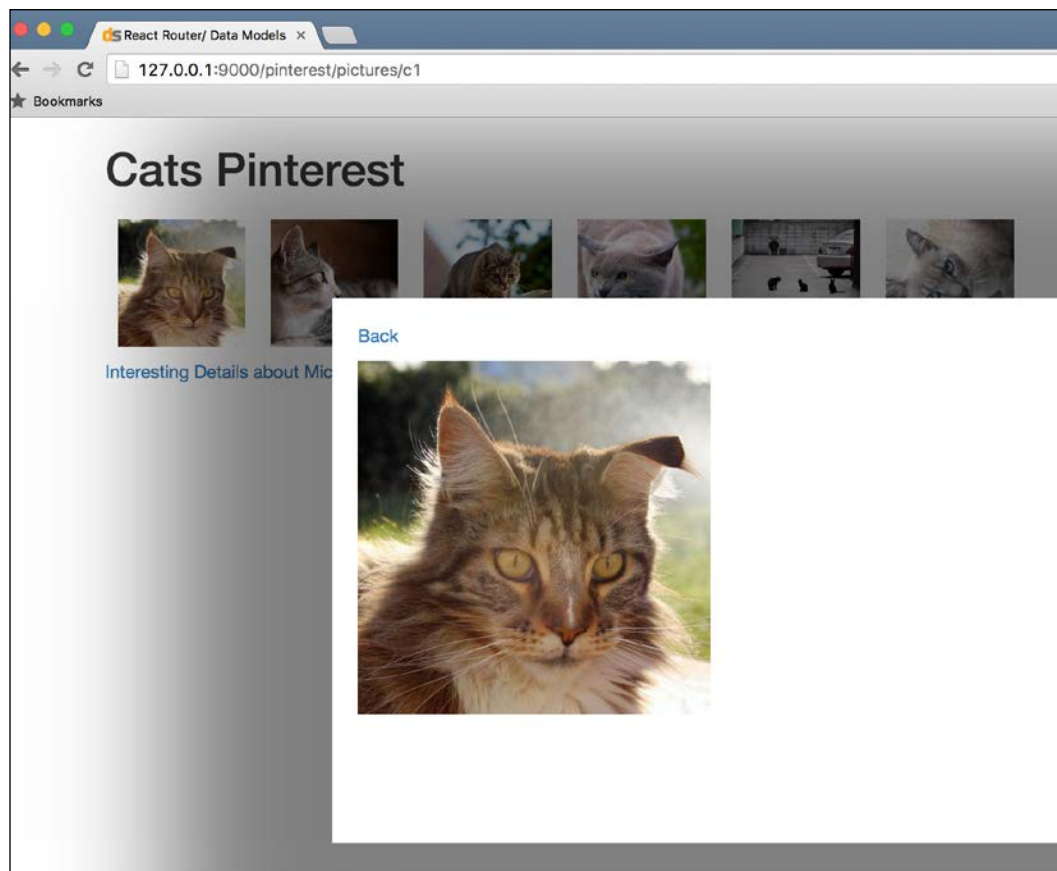 ds React Router/ Data Models ×
127.0.0.1:9000/pinterest/pictures/c1
Bookmarks
Cats Pinterest
Back
Interesting Details about Mic